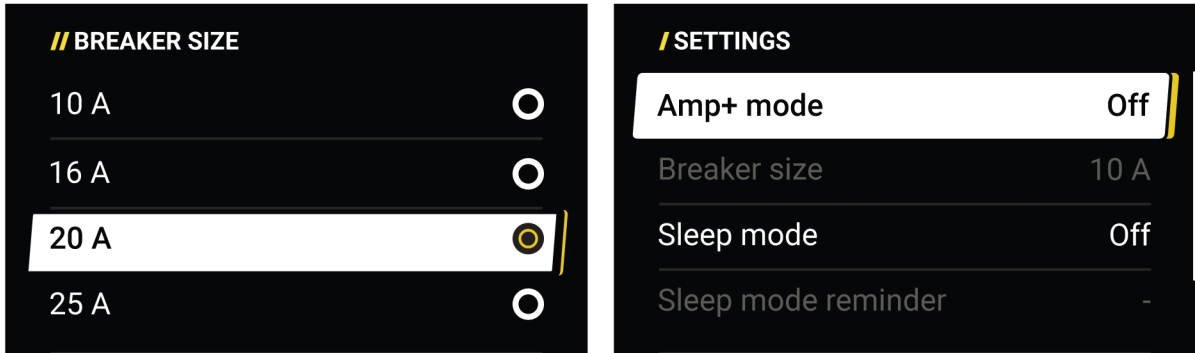 // BREAKER SIZE
10 A
16 A
20 A
25 A
/ SETTINGS
Amp+ mode Off
Breaker size 10 A
Sleep mode Off
Sleep mode reminder -